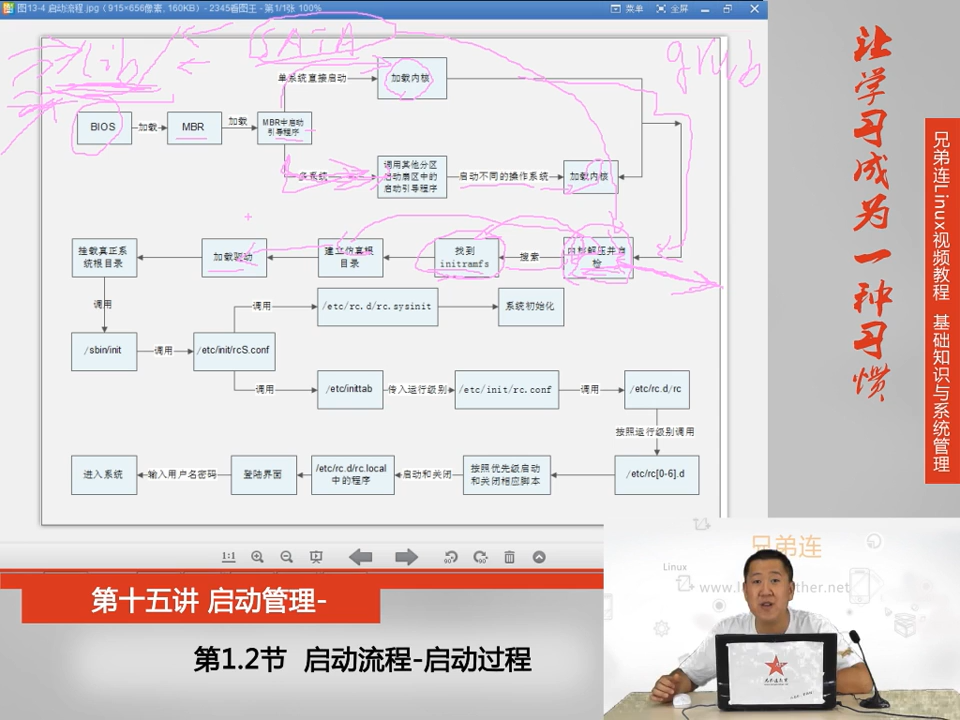 图13-4 启动流程.jpg (915×656像素, 160KB) - 2345看图王 - 第1/1张 100%
菜单 全屏
SATA
grub
单系统直接启动
加载内核
BIOS
加载
MBR
加载
MBR中启动
引导程序
多系统
调用其他分区
启动扇区中的
启动引导程序
启动不同的操作系统
加载内核
挂载真正系
统根目录
加载驱动
建立仿真根
目录
找到
initramfs
搜索
内核解压并自
检
调用
调用
/etc/rc.d/rc.sysinit
系统初始化
/sbin/init
调用
/etc/init/rcS.conf
调用
/etc/inittab
传入运行级别
/etc/init/rc.conf
调用
/etc/rc.d/rc
按照运行级别调用
进入系统
输入用户名密码
登陆界面
/etc/rc.d/rc.local
中的程序
启动和关闭
按照优先级启动
和关闭相应脚本
/etc/rc[0-6].d
1:1
让学习成为一种习惯
兄弟连Linux视频教程 基础知识与系统管理
第十五讲 启动管理-
第1.2节 启动流程-启动过程
兄弟连
Linux